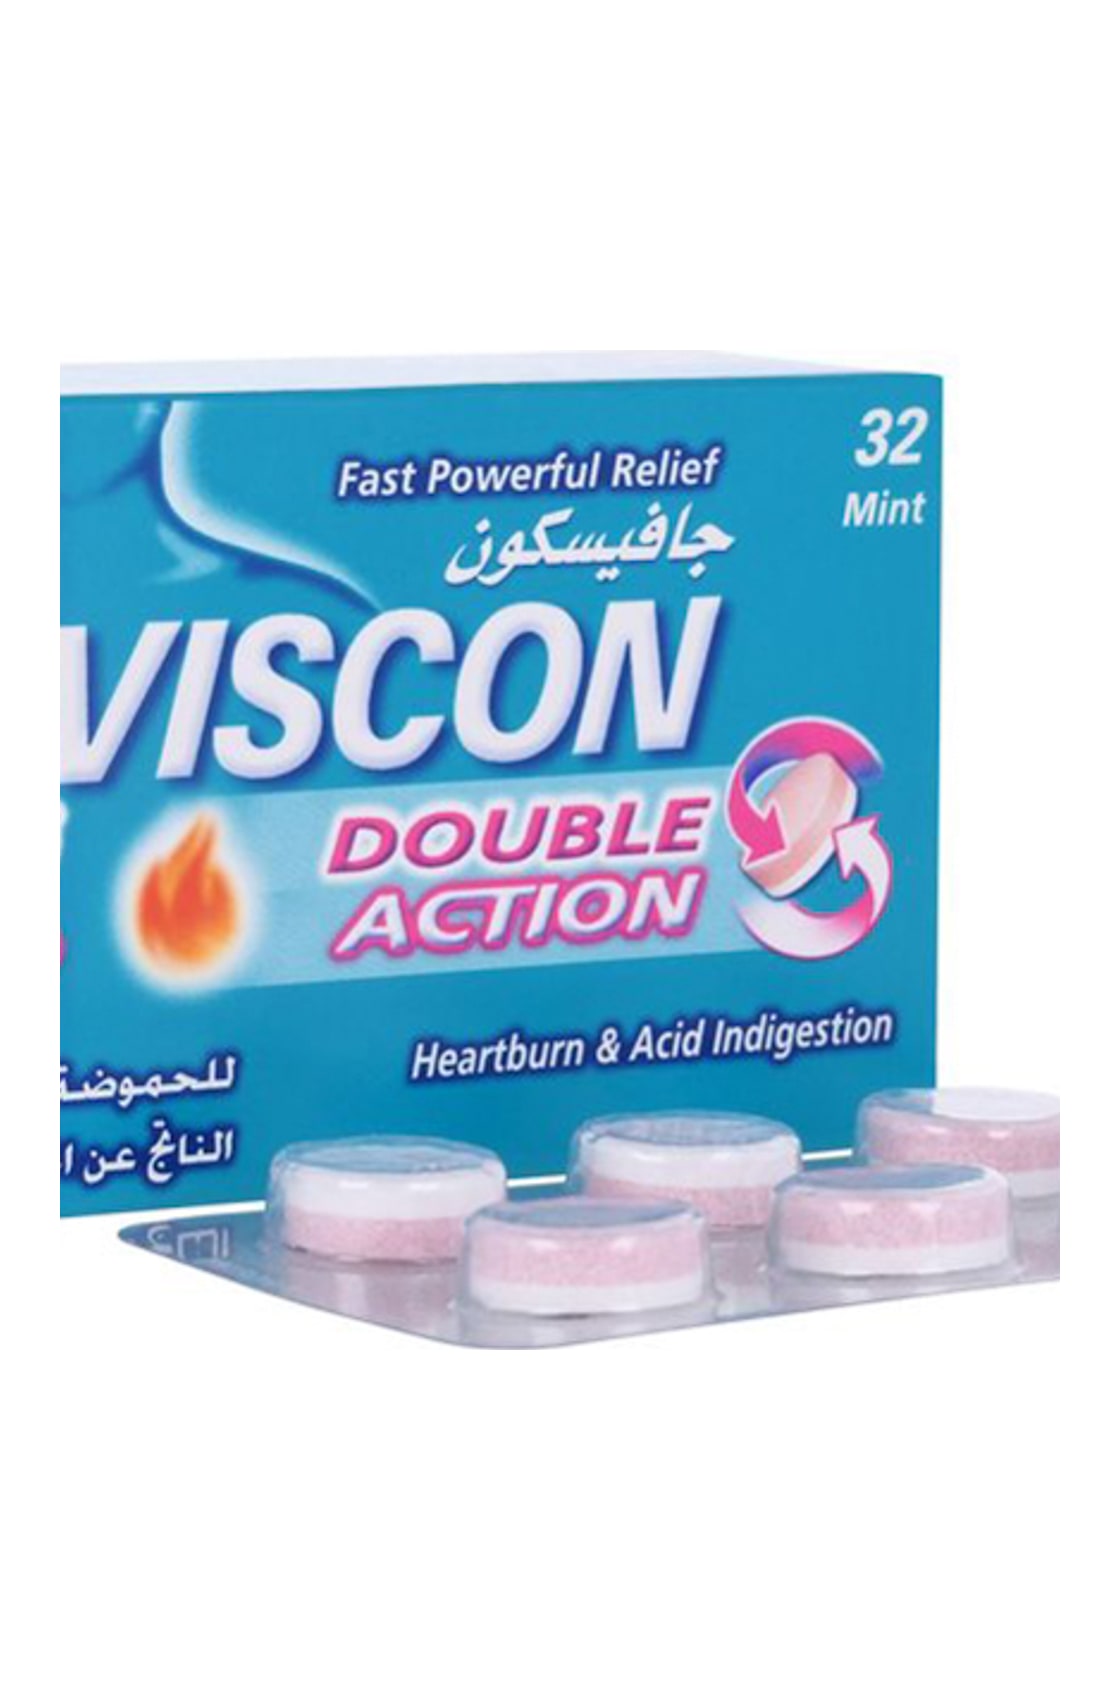 32
Mint
Fast Powerful Relief
جافيسكون
VISCON
DOUBLE
ACTION
Heartburn & Acid Indigestion
للحموضة
الناتج عن